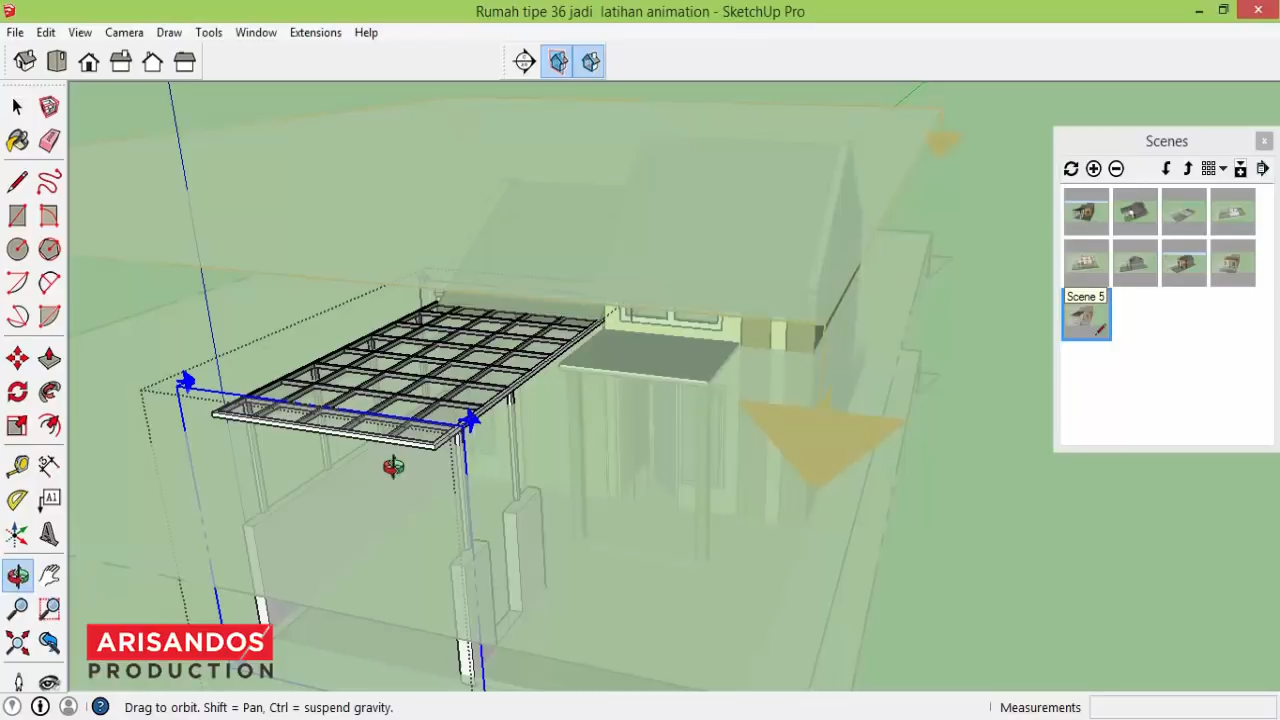 Rumah tipe 36 jadi  latihan animation - SketchUp Pro
File Edit View Camera Draw Tools Window Extensions Help
Scenes
Scene 5
A1
ARISANDOS
PRODUCTION
Drag to orbit. Shift = Pan, Ctrl = suspend gravity.
Measurements